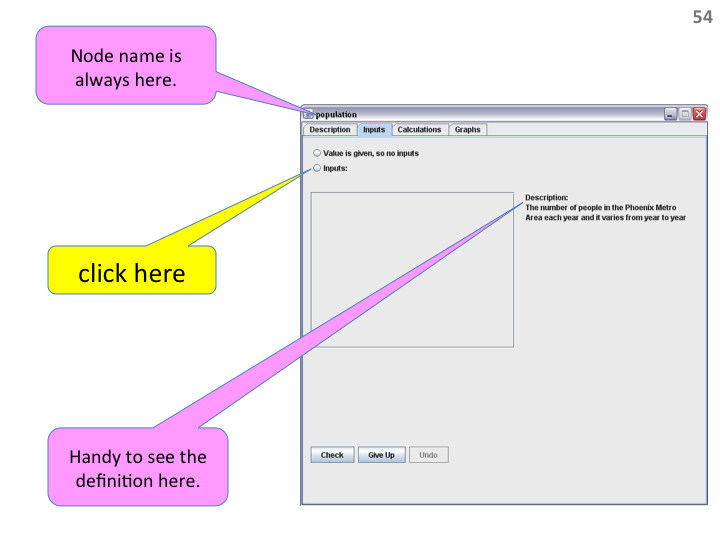 54
Node name is
always here.
population
Description Inputs Calculations Graphs
Value is given, so no inputs
Inputs:
Description:
The number of people in the Phoenix Metro
Area each year and it varies from year to year
click here
Handy to see the
definition here.
Check Give Up Undo